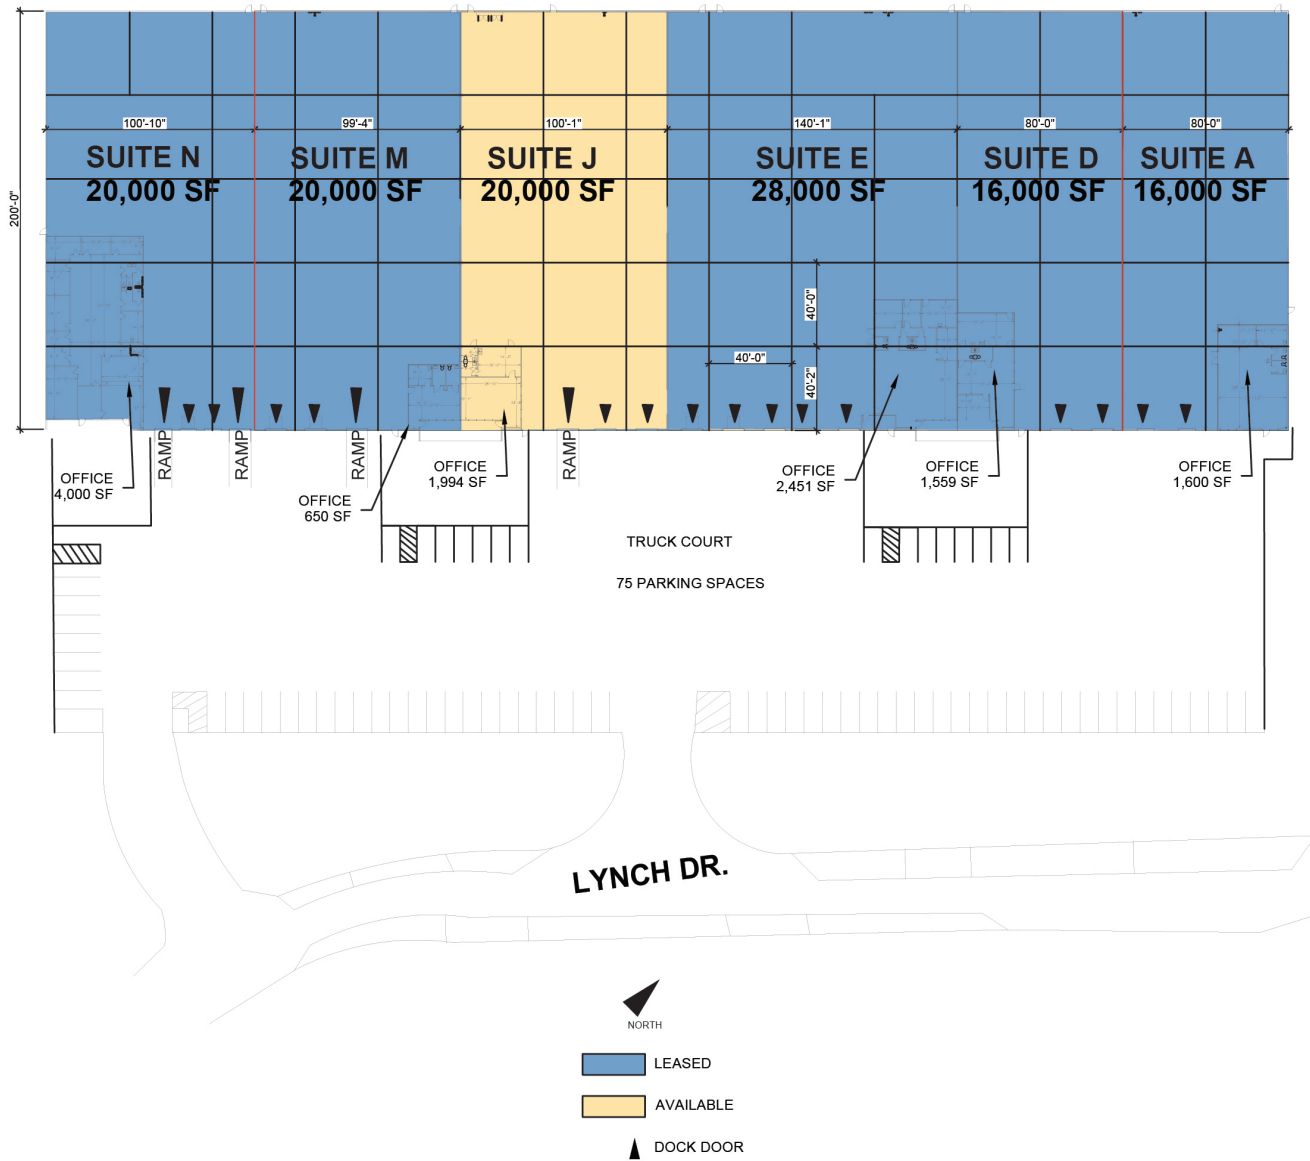 100'-10"
99'-4"
100'-1"
140'-1"
80'-0"
80'-0"
SUITE N
20,000 SF
SUITE M
20,000 SF
SUITE J
20,000 SF
SUITE E
28,000 SF
SUITE D
16,000 SF
SUITE A
16,000 SF
200'-0"
40'-0"
40'-0"
40'-2"
RAMP
RAMP
RAMP
RAMP
OFFICE
4,000 SF
OFFICE
650 SF
OFFICE
1,994 SF
OFFICE
2,451 SF
OFFICE
1,559 SF
OFFICE
1,600 SF
TRUCK COURT
75 PARKING SPACES
LYNCH DR.
NORTH
LEASED
AVAILABLE
DOCK DOOR